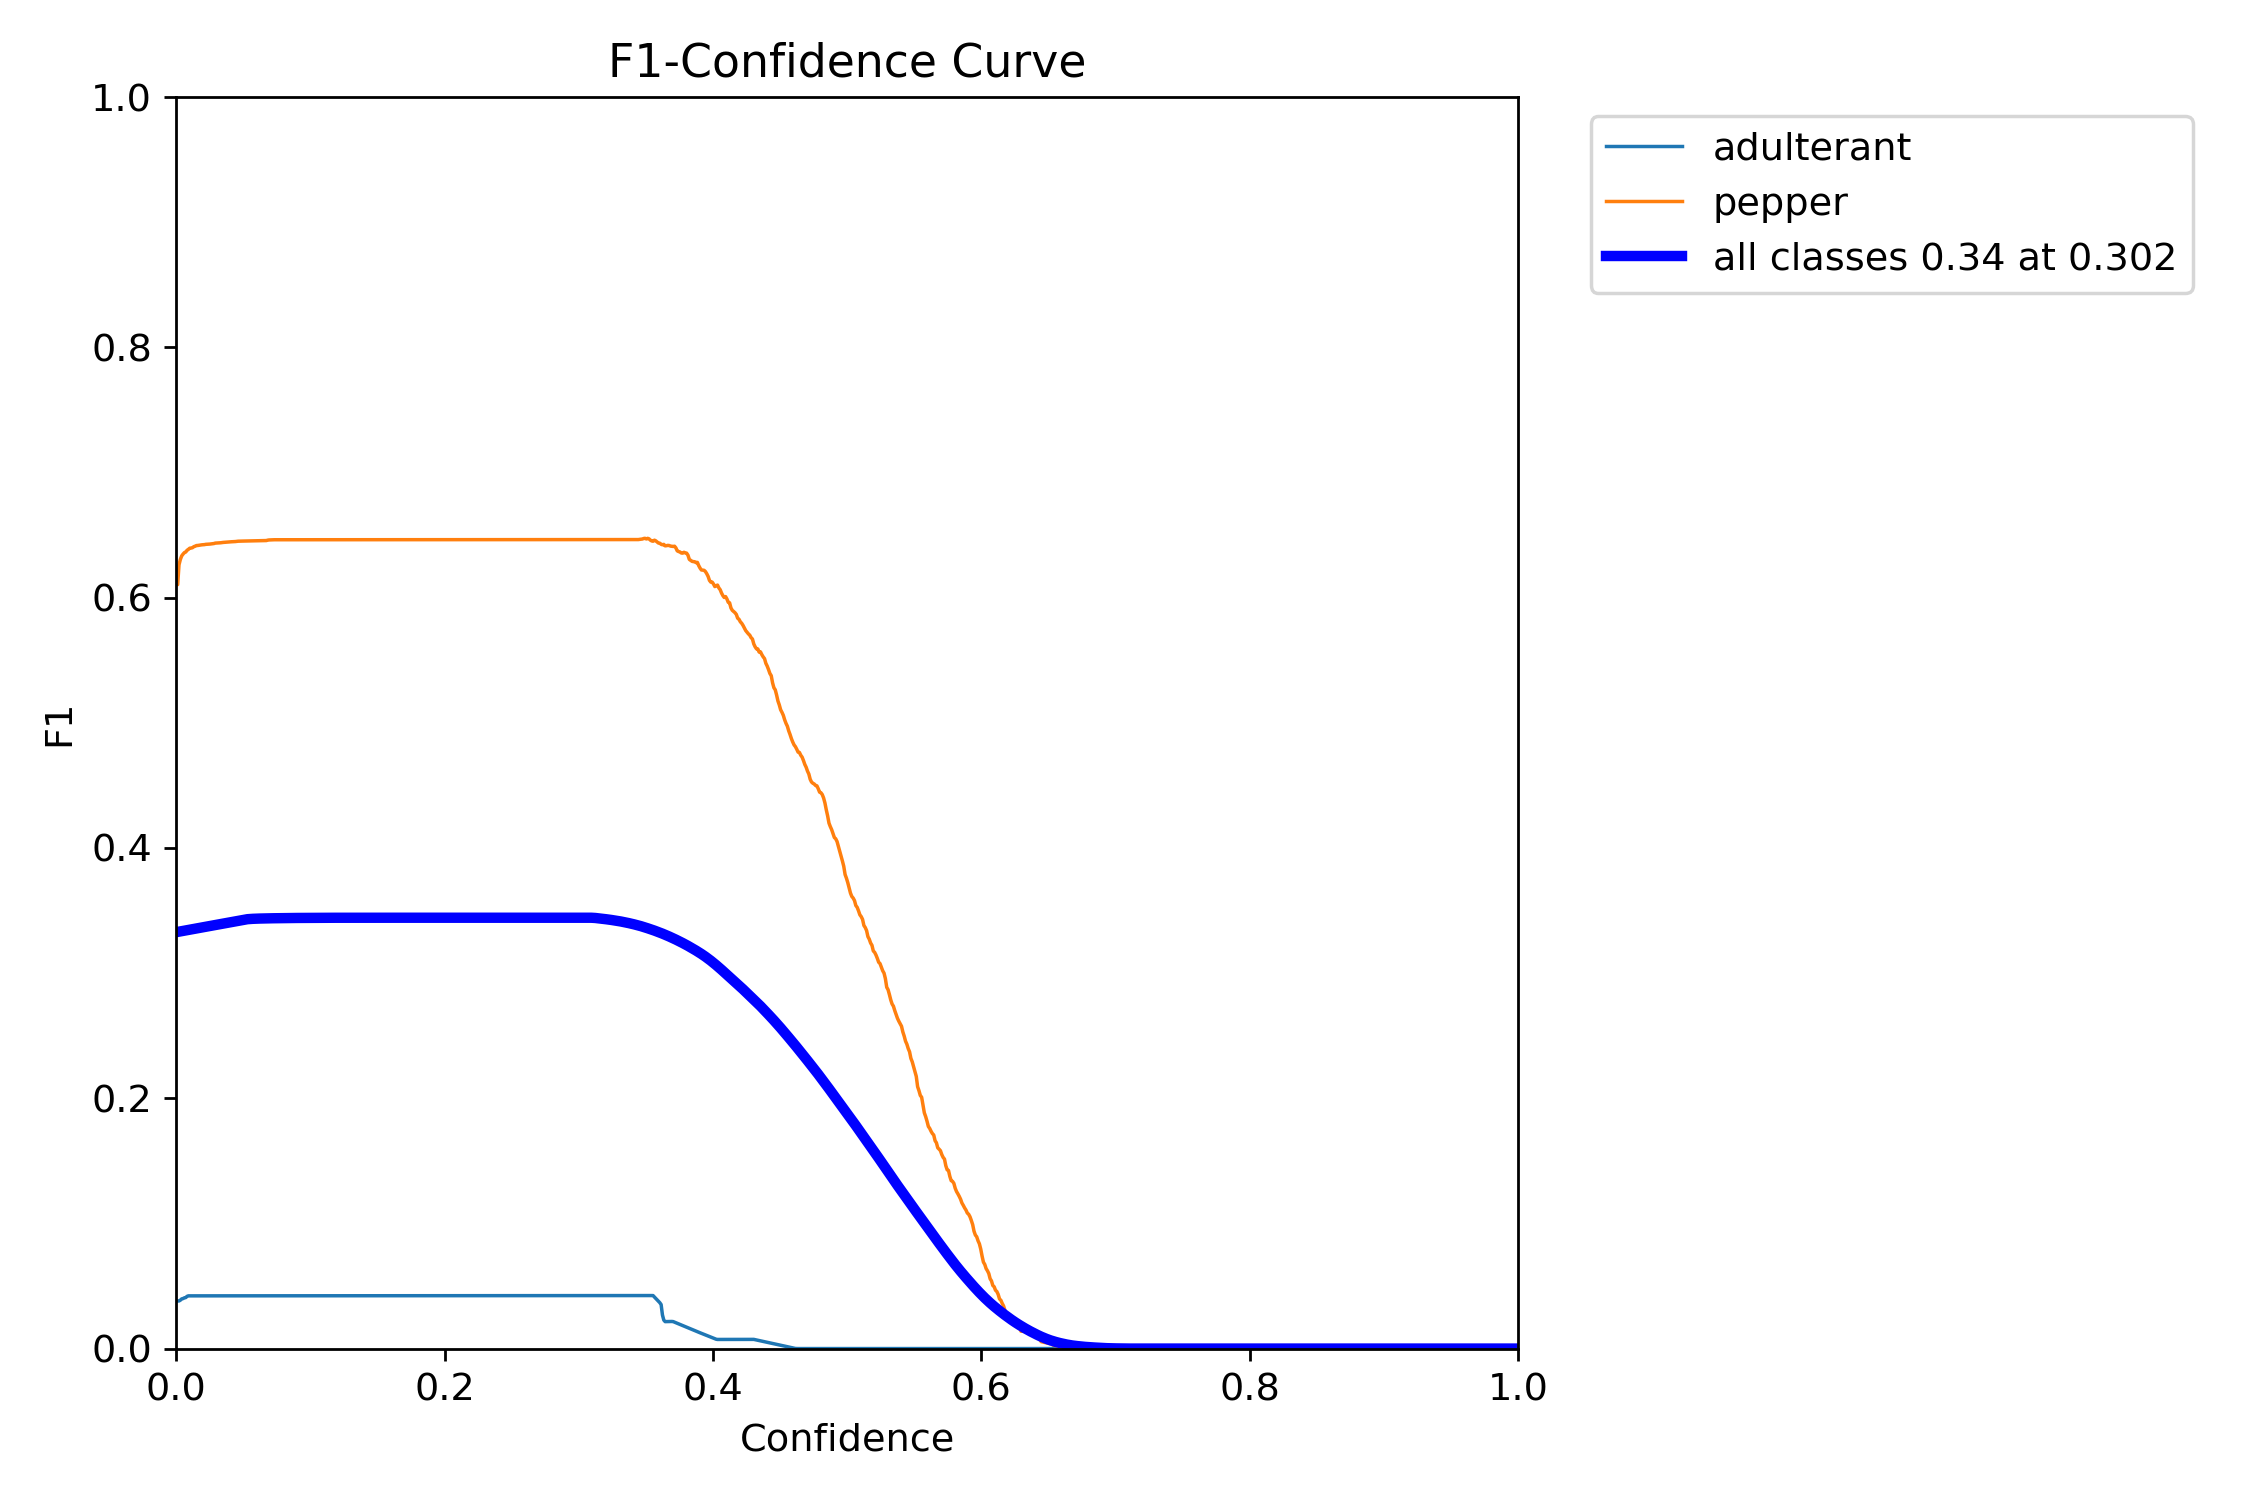 F1-Confidence Curve
1.0
0.8
0.6
0.4
0.2
0.0
F1
0.0 0.2 0.4 0.6 0.8 1.0
Confidence
adulterant
pepper
all classes 0.34 at 0.302